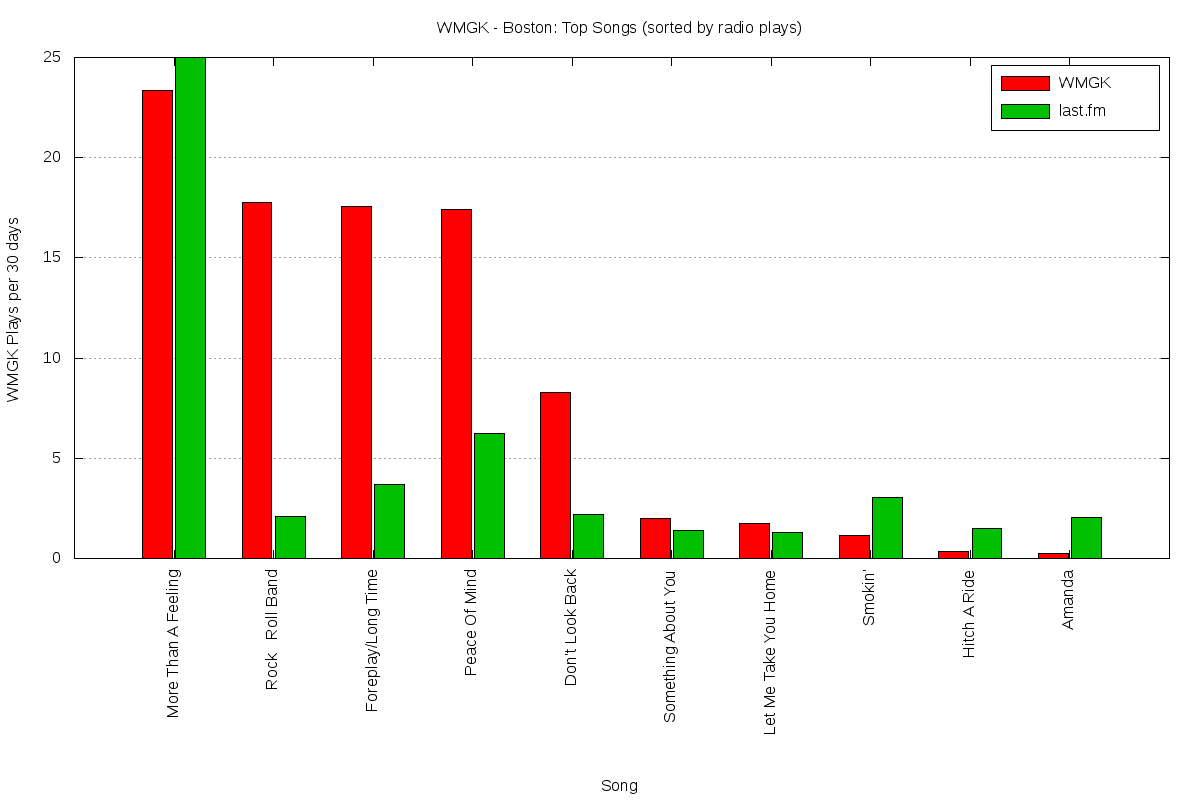 WMGK - Boston: Top Songs (sorted by radio plays)
WMGK
last.fm
WMGK Plays per 30 days
25
20
15
10
5
0
More Than A Feeling
Rock  Roll Band
Foreplay/Long Time
Peace Of Mind
Don't Look Back
Something About You
Let Me Take You Home
Smokin'
Hitch A Ride
Amanda
Song